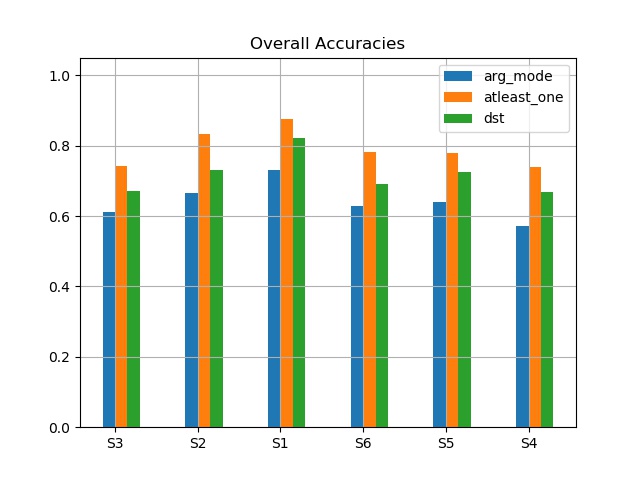 Overall Accuracies
1.0
0.8
0.6
0.4
0.2
0.0
arg_mode
atleast_one
dst
S3 S2 S1 S6 S5 S4